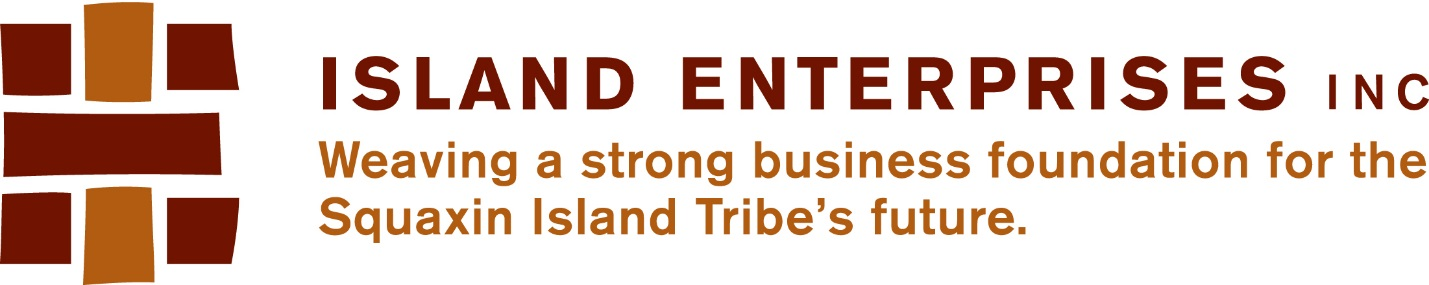 ISLAND ENTERPRISES INC
Weaving a strong business foundation for the
Squaxin Island Tribe’s future.